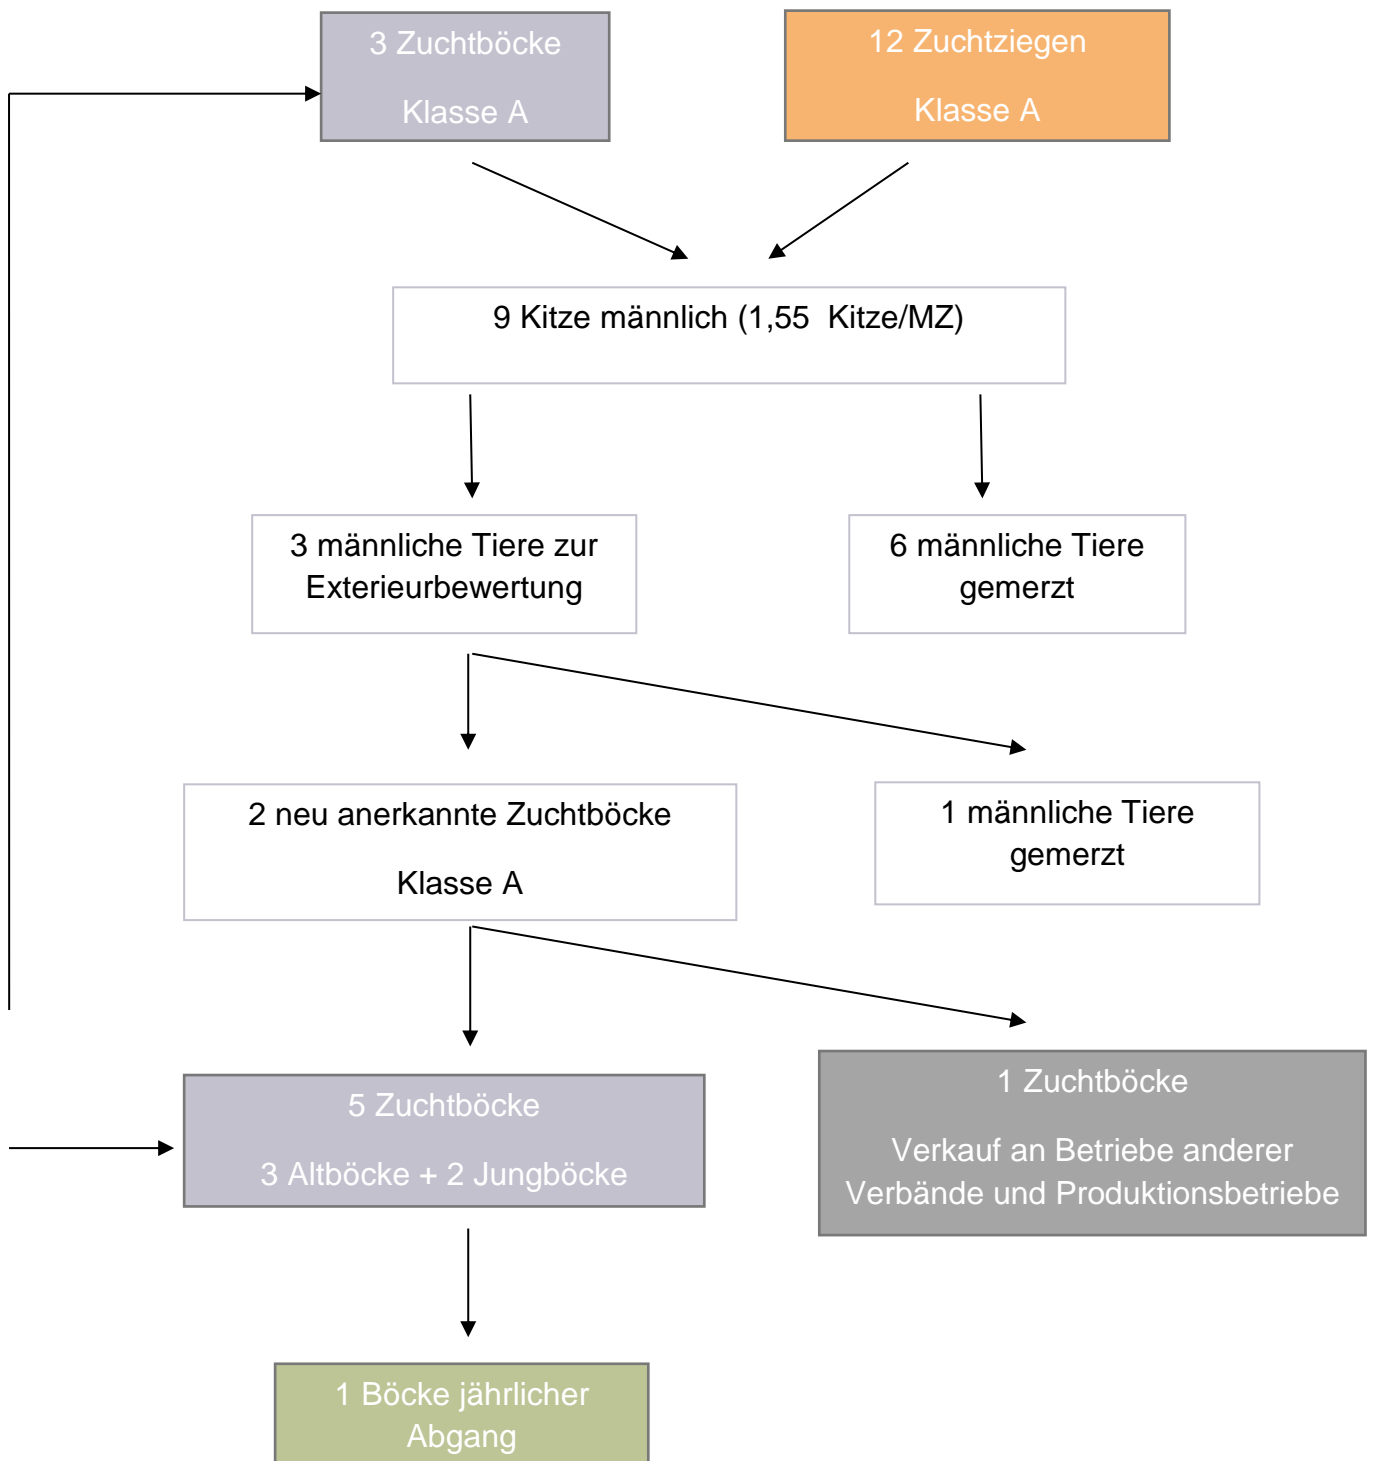 3 Zuchtböcke
Klasse A
12 Zuchtziegen
Klasse A
9 Kitze männlich (1,55  Kitze/MZ)
3 männliche Tiere zur
Exterieurbewertung
6 männliche Tiere
gemerzt
2 neu anerkannte Zuchtböcke
Klasse A
1 männliche Tiere
gemerzt
5 Zuchtböcke
3 Altböcke + 2 Jungböcke
1 Zuchtböcke
Verkauf an Betriebe anderer
Verbände und Produktionsbetriebe
1 Böcke jährlicher
Abgang